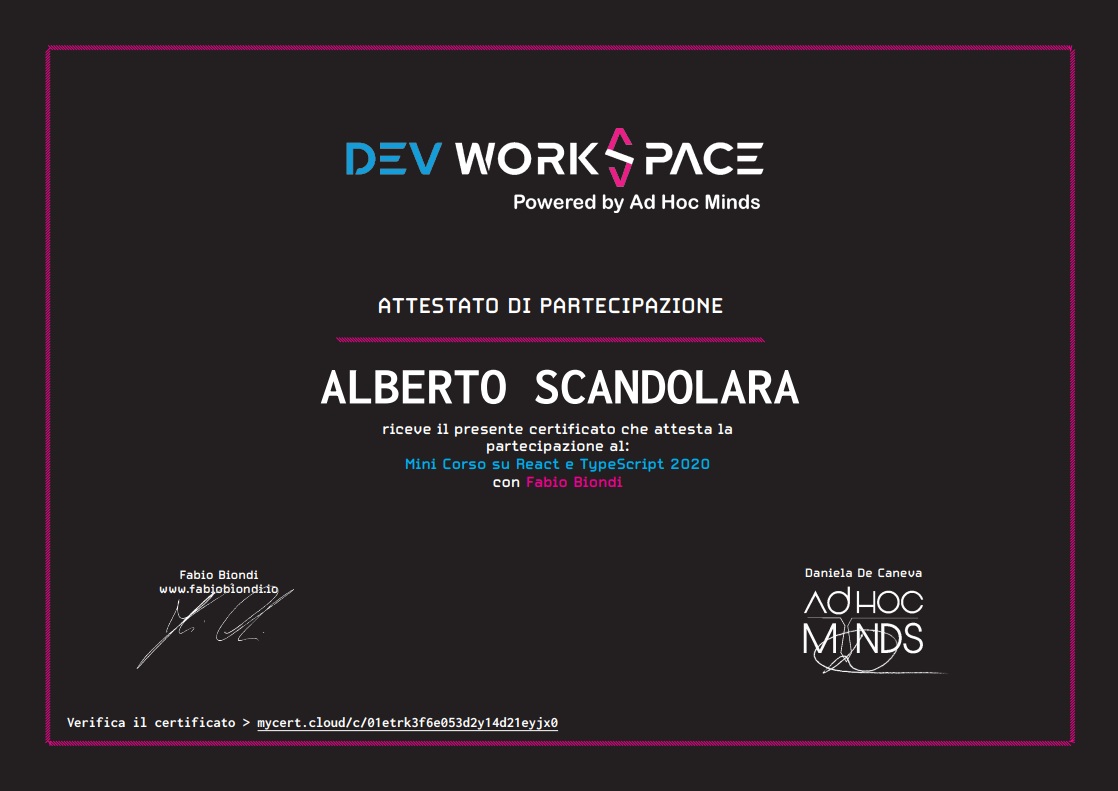 DEV WORKSPACE
Powered by Ad Hoc Minds
ATTESTATO DI PARTECIPAZIONE
ALBERTO SCANDOLARA
riceve il presente certificato che attesta la
partecipazione al:
Mini Corso su React e TypeScript 2020
con Fabio Biondi
Fabio Biondi
www.fabiobiondi.io
Daniela De Caneva
Ad HOC
MINDS
Verifica il certificato > mycert.cloud/c/01etrk3f6e053d2y14d21eyjx0